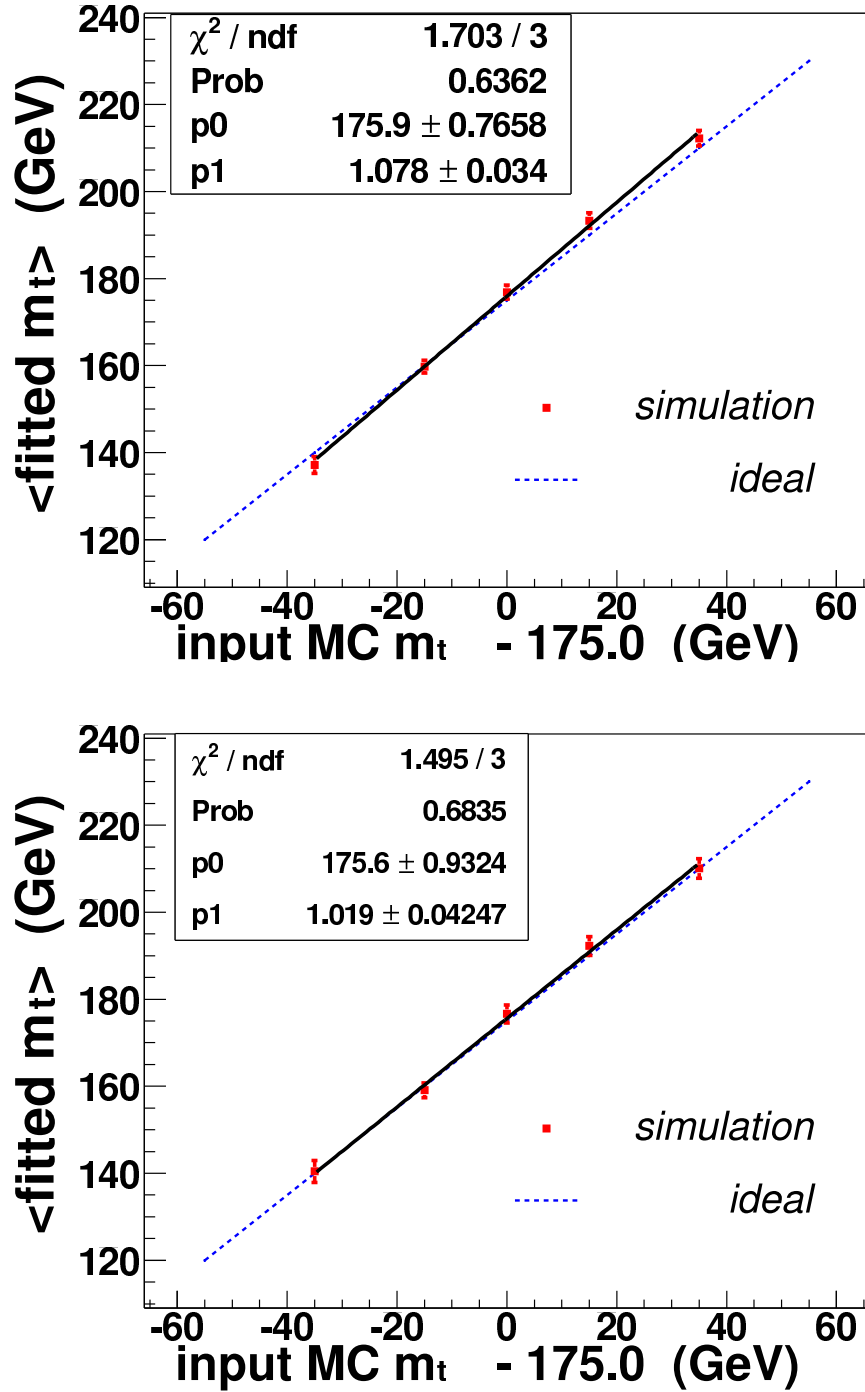 240
220
200
180
160
140
120
<fitted mt> (GeV)
χ² / ndf 1.703 / 3
Prob 0.6362
p0 175.9 ± 0.7658
p1 1.078 ± 0.034
simulation
ideal
-60 -40 -20 0 20 40 60
input MC mt - 175.0 (GeV)
240
220
200
180
160
140
120
<fitted mt> (GeV)
χ² / ndf 1.495 / 3
Prob 0.6835
p0 175.6 ± 0.9324
p1 1.019 ± 0.04247
simulation
ideal
-60 -40 -20 0 20 40 60
input MC mt - 175.0 (GeV)